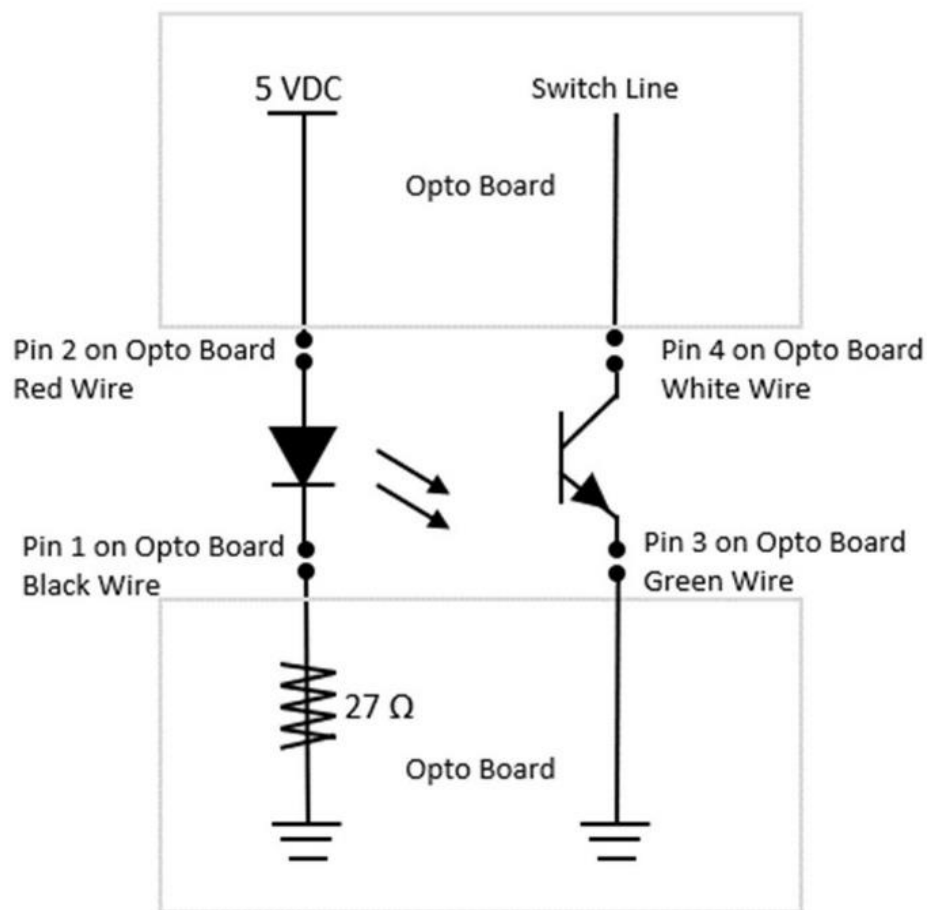 5 VDC
Switch Line
Opto Board
Pin 2 on Opto Board
Red Wire
Pin 4 on Opto Board
White Wire
Pin 1 on Opto Board
Black Wire
Pin 3 on Opto Board
Green Wire
27 Ω
Opto Board